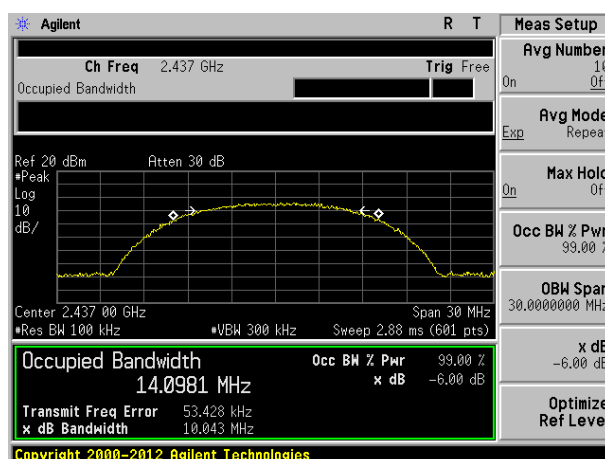 Agilent R T
Meas Setup
Ch Freq 2.437 GHz Trig Free
Occupied Bandwidth
Avg Number
10
On Off
Avg Mode
Exp Repeat
Max Hold
On Off
Occ BW % Pwr
99.00 %
OBW Span
30.0000000 MHz
x dB
-6.00 dB
Optimize
Ref Level
Ref 20 dBm Atten 30 dB
#Peak
Log
10
dB/
Center 2.437 00 GHz Span 30 MHz
#Res BW 100 kHz #VBW 300 kHz Sweep 2.88 ms (601 pts)
Occupied Bandwidth Occ BW % Pwr 99.00 %
14.0981 MHz x dB -6.00 dB
Transmit Freq Error 53.428 kHz
x dB Bandwidth 10.043 MHz
Copyright 2000-2012 Agilent Technologies